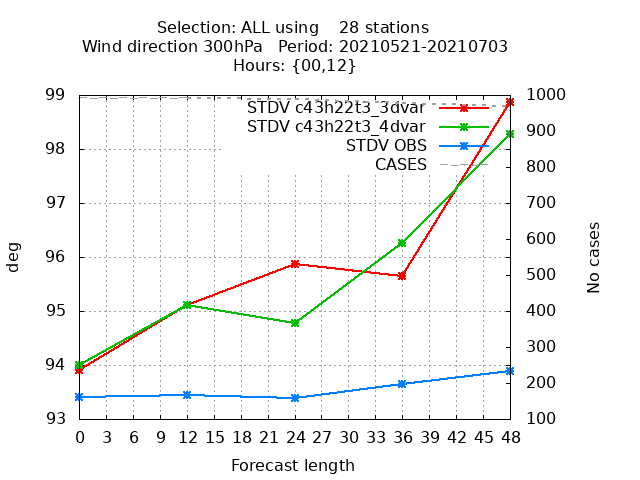 Selection: ALL using    28 stations
Wind direction 300hPa   Period: 20210521-20210703
Hours: {00,12}
STDV c43h22t3_3dvar
STDV c43h22t3_4dvar
STDV OBS
CASES
99
98
97
96
95
94
93
deg
1000
900
800
700
600
500
400
300
200
100
No cases
0 3 6 9 12 15 18 21 24 27 30 33 36 39 42 45 48
Forecast length